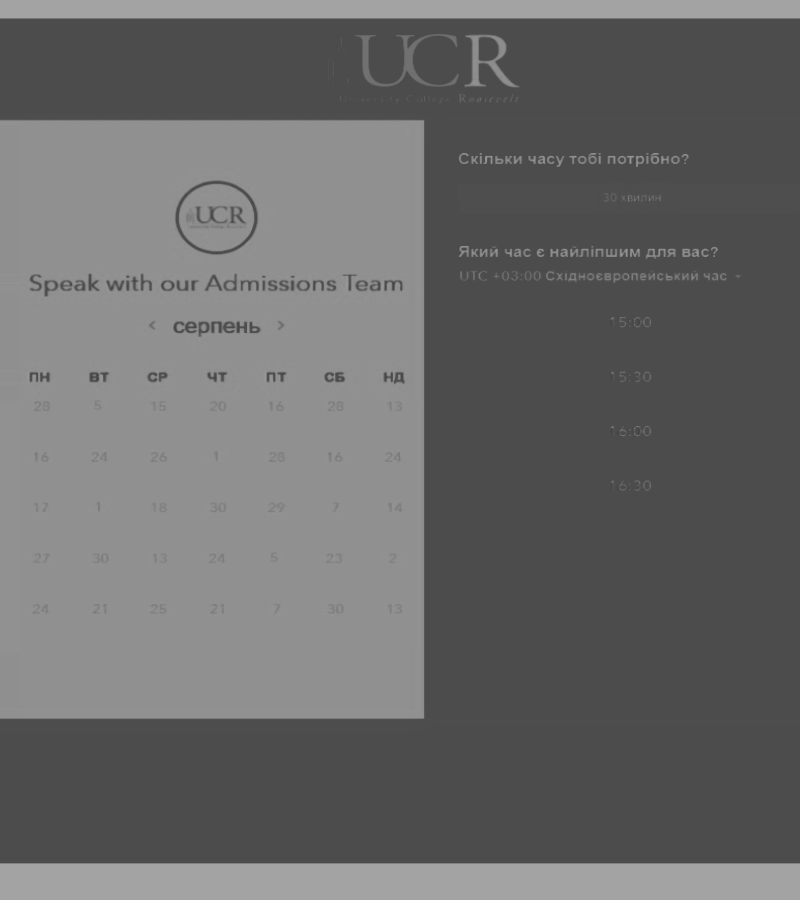 UCR
University College Roosevelt
UCR
Speak with our Admissions Team
< серпень >
ПН ВТ СР ЧТ ПТ СБ НД
28 5 15 20 16 28 13
16 24 26 1 28 16 24
17 1 18 30 29 7 14
27 30 13 24 5 23 2
24 21 25 21 7 30 13
Скільки часу тобі потрібно?
30 хвилин
Який час є найліпшим для вас?
UTC +03:00 Східноєвропейський час
15:00
15:30
16:00
16:30